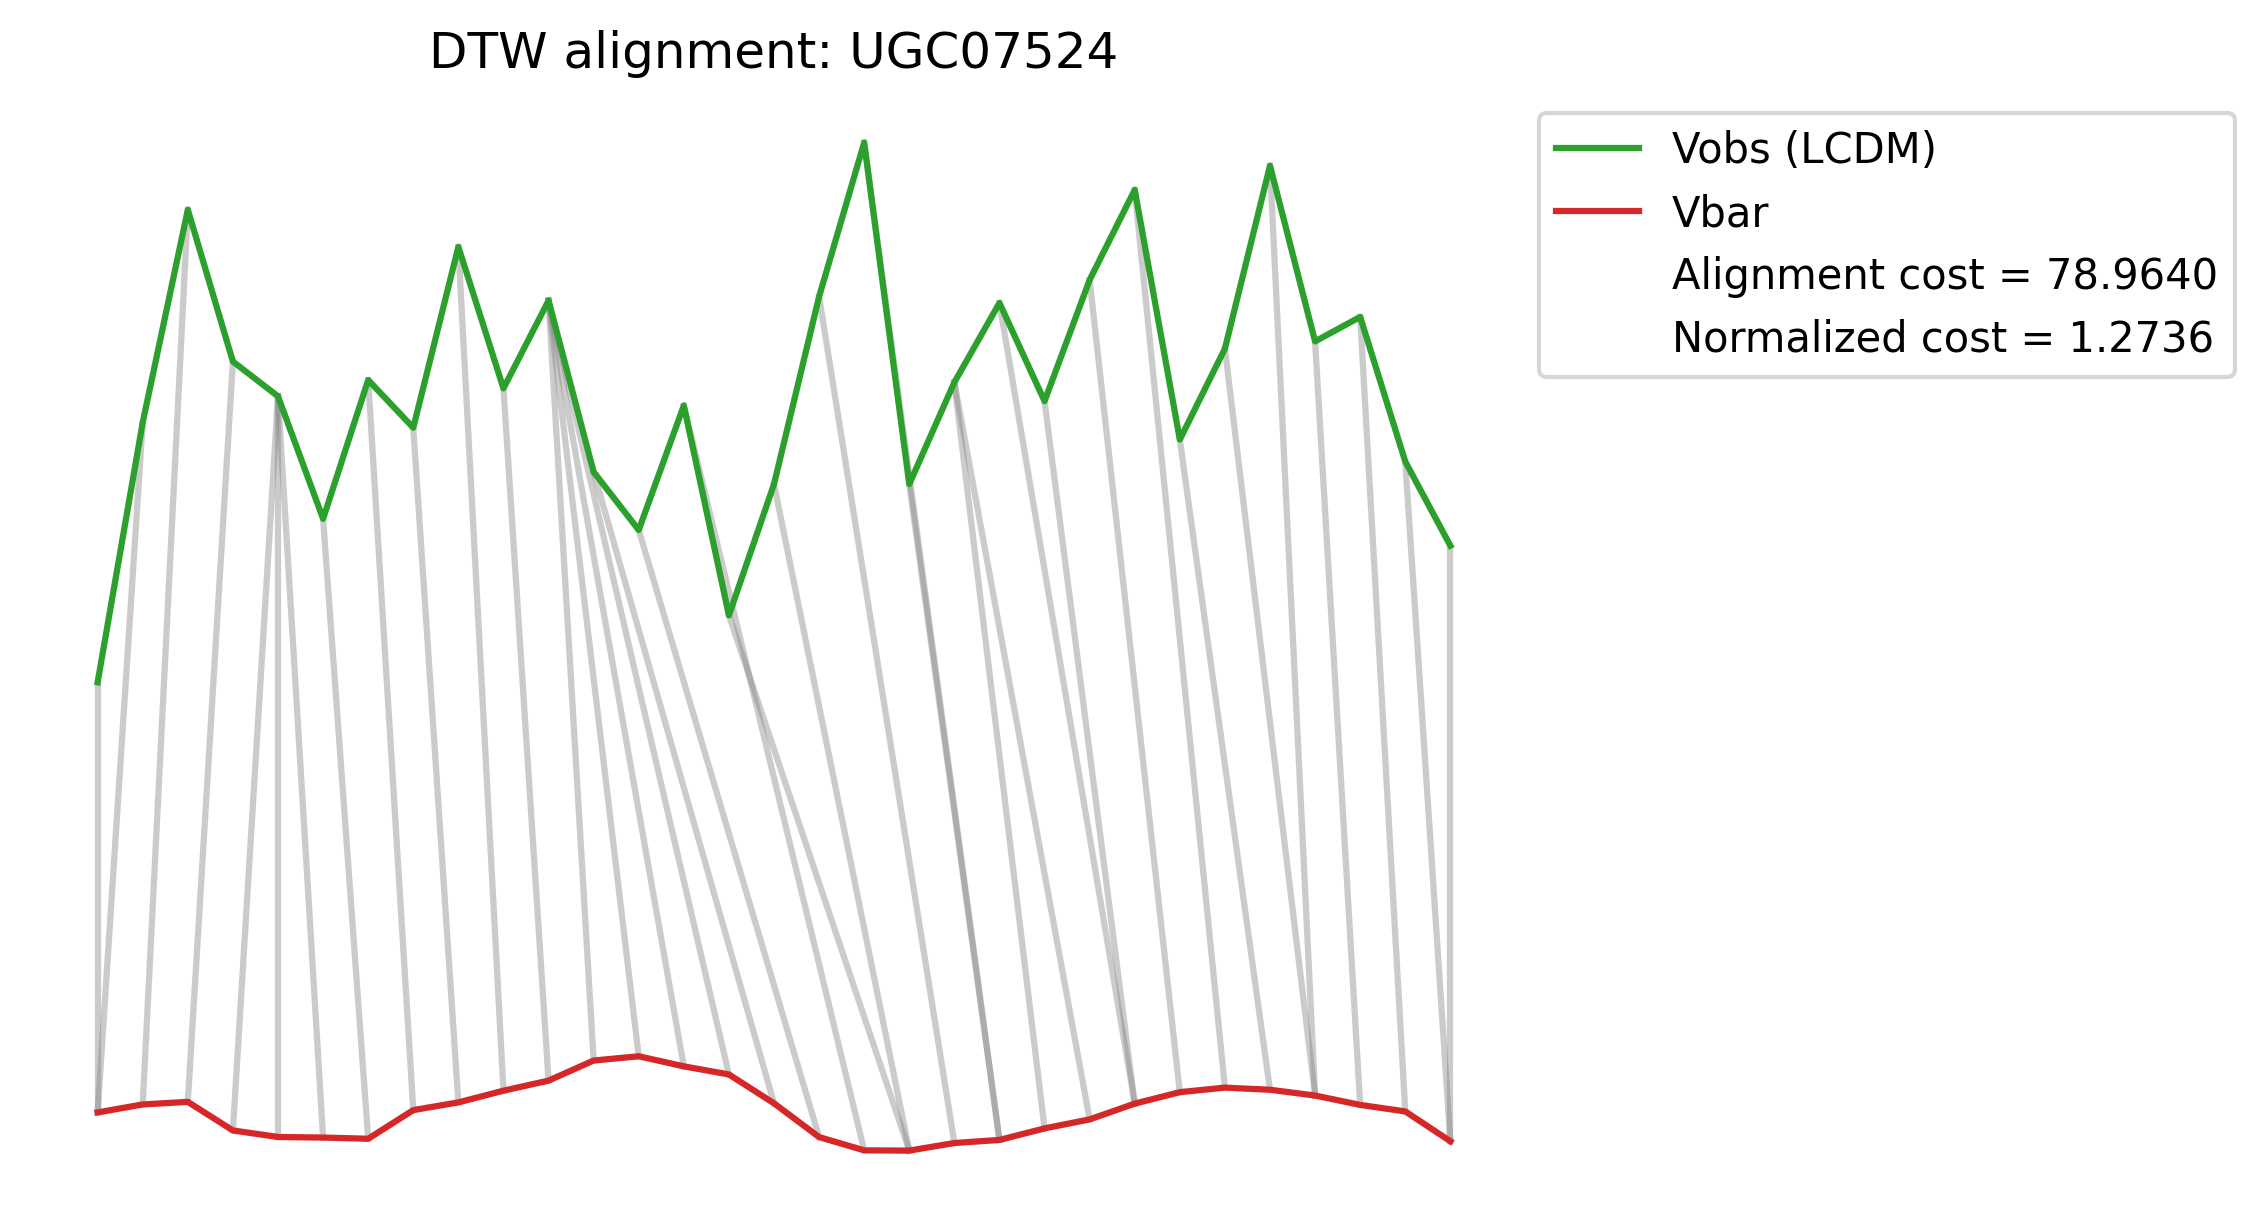 DTW alignment: UGC07524
Vobs (LCDM)
Vbar
Alignment cost = 78.9640
Normalized cost = 1.2736